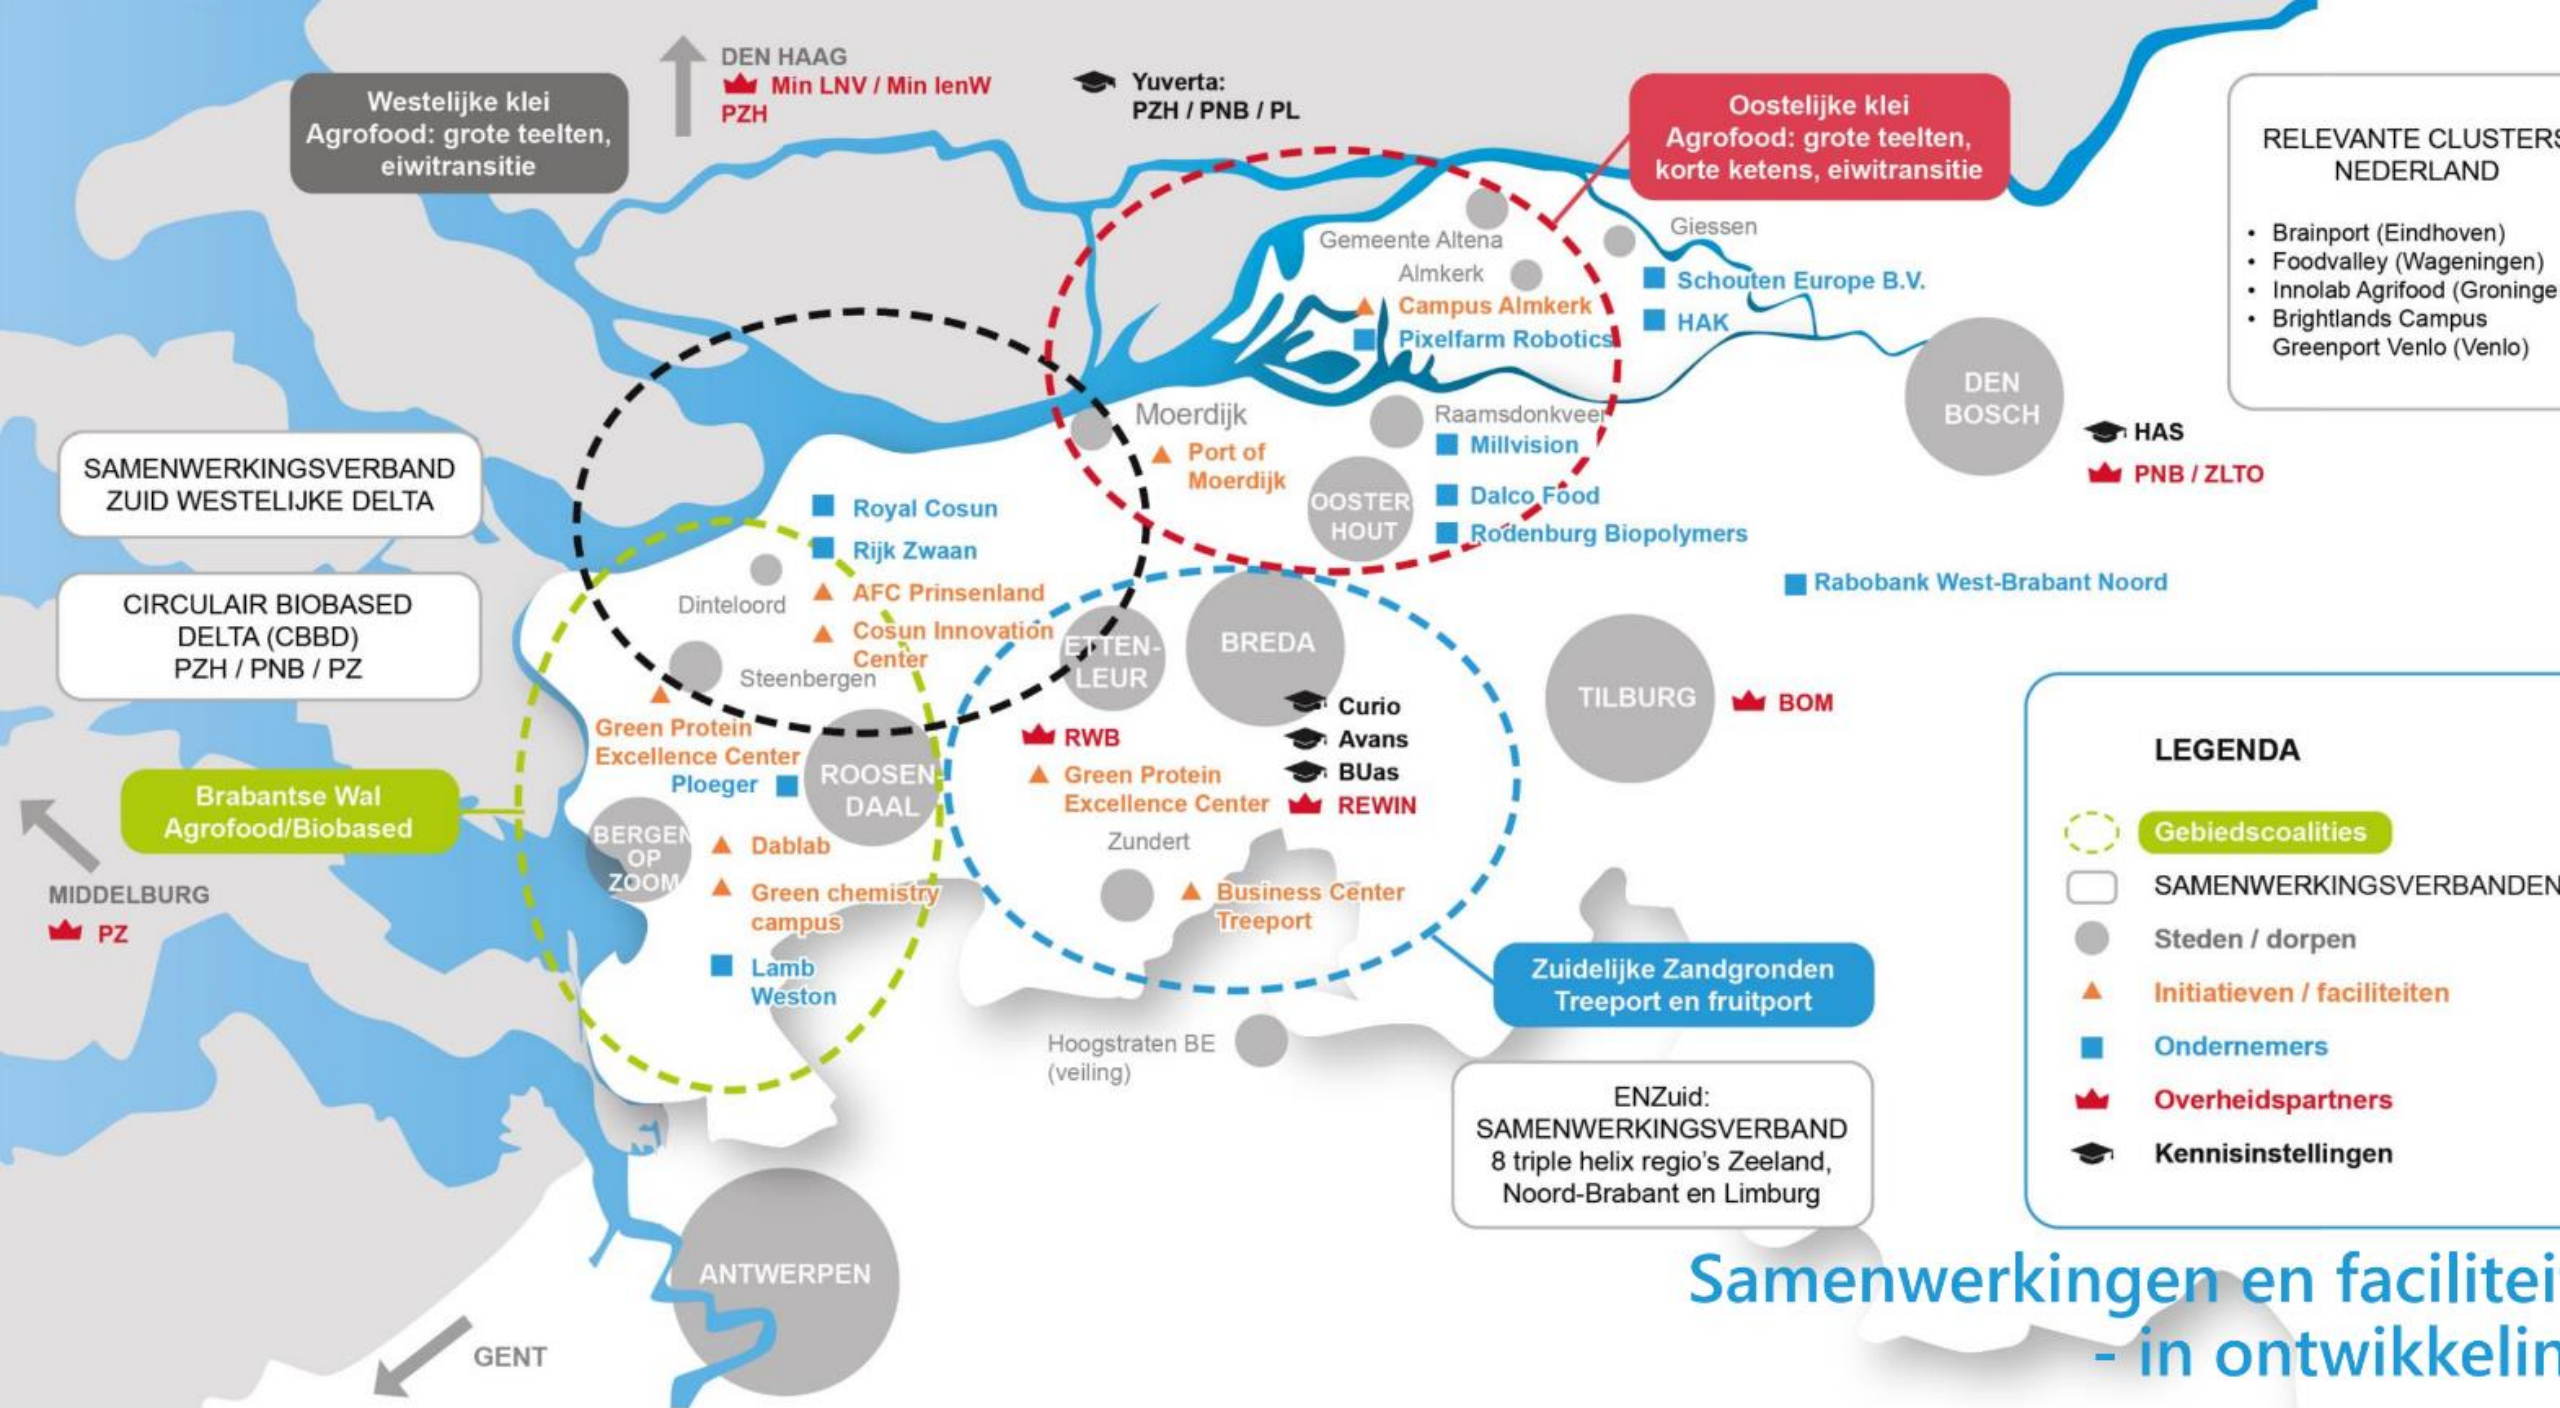 DEN HAAG
Min LNV / Min IenW
PZH
Yuverta:
PZH / PNB / PL
Westelijke klei
Agrofood: grote teelten,
eiwitransitie
Oostelijke klei
Agrofood: grote teelten,
korte ketens, eiwitransitie
RELEVANTE CLUSTERS
NEDERLAND
• Brainport (Eindhoven)
• Foodvalley (Wageningen)
• Innolab Agrifood (Groninge
• Brightlands Campus
Greenport Venlo (Venlo)
Gemeente Altena
Giessen
Almkerk
Campus Almkerk
Pixelfarm Robotics
Schouten Europe B.V.
HAK
DEN
BOSCH
HAS
PNB / ZLTO
Moerdijk
Port of
Moerdijk
Raamsdonkveer
Millvision
OOSTER
HOUT
Dalco Food
Rodenburg Biopolymers
SAMENWERKINGSVERBAND
ZUID WESTELIJKE DELTA
CIRCULAIR BIOBASED
DELTA (CBBD)
PZH / PNB / PZ
Royal Cosun
Rijk Zwaan
Dinteloord
AFC Prinsenland
Cosun Innovation
Center
Steenbergen
Rabobank West-Brabant Noord
ETTEN-
LEUR
BREDA
TILBURG
BOM
Green Protein
Excellence Center
Ploeger
ROOSEN-
DAAL
RWB
Green Protein
Excellence Center
Curio
Avans
BUas
REWIN
Brabantse Wal
Agrofood/Biobased
BERGEN
OP
ZOOM
Dablab
Green chemistry
campus
Lamb
Weston
Zundert
Business Center
Treeport
MIDDELBURG
PZ
Zuidelijke Zandgronden
Treeport en fruitport
Hoogstraten BE
(veiling)
ENZuid:
SAMENWERKINGSVERBAND
8 triple helix regio's Zeeland,
Noord-Brabant en Limburg
LEGENDA
Gebiedscoalities
SAMENWERKINGSVERBANDEN
Steden / dorpen
Initiatieven / faciliteiten
Ondernemers
Overheidspartners
Kennisinstellingen
ANTWERPEN
GENT
Samenwerkingen en facilitei
- in ontwikkelin